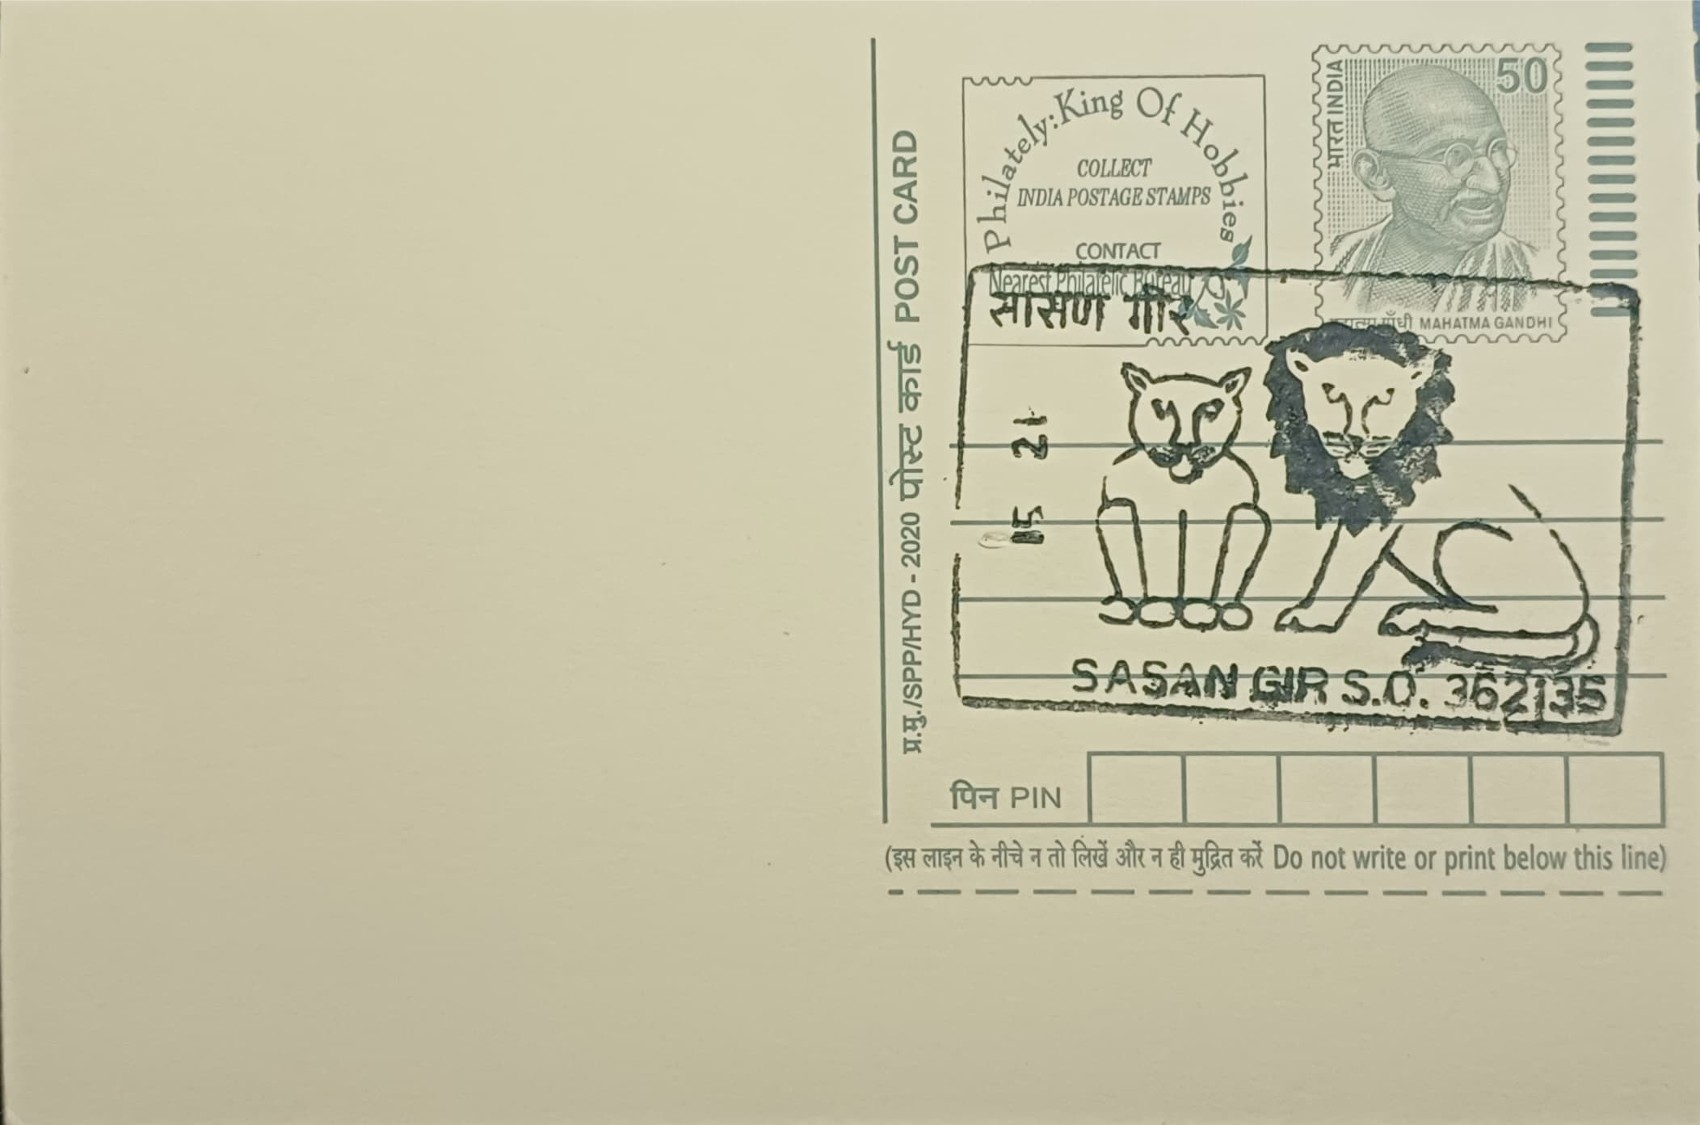 प्र.मु./SPP/HYD - 2020 पोस्ट कार्ड POST CARD
Philately:King Of Hobbies
COLLECT
INDIA POSTAGE STAMPS
CONTACT
Nearest Philatelic Bureau
भारत INDIA
50
महात्मा गाँधी MAHATMA GANDHI
सासण गीर
15 21
SASAN GIR S.O. 362135
पिन PIN
(इस लाइन के नीचे न तो लिखें और न ही मुद्रित करें Do not write or print below this line)